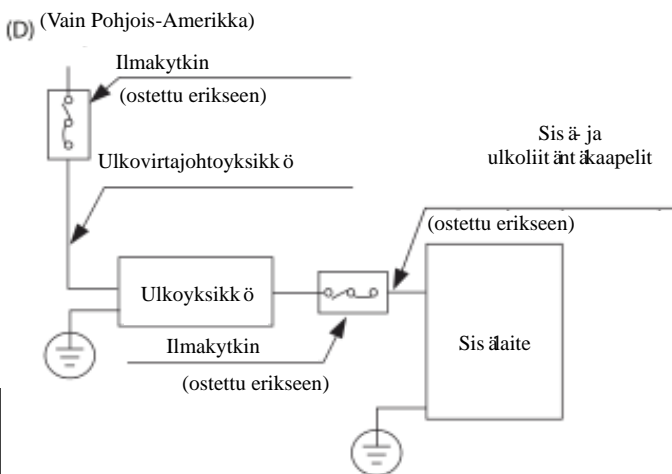 (D) (Vain Pohjois-Amerikka)
Ilmakytkin
(ostettu erikseen)
Sisä- ja
ulkoliitäntäkaapelit
Ulkovirtajohtoyksikkö
(ostettu erikseen)
Ulkoyksikkö
Ilmakytkin
(ostettu erikseen)
Sisälaite